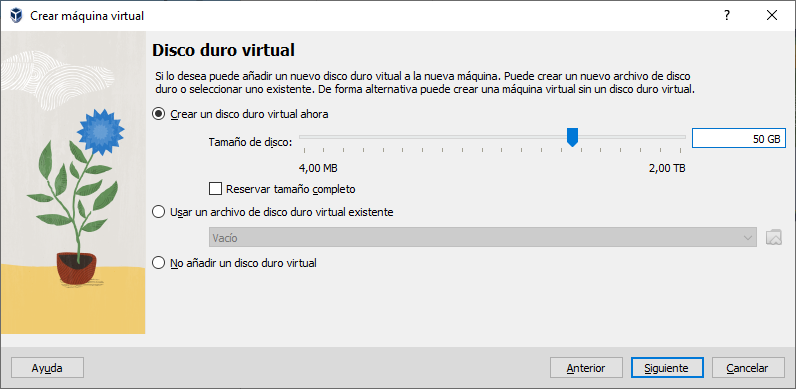 Crear máquina virtual
Disco duro virtual
Si lo desea puede añadir un nuevo disco duro vitual a la nueva máquina. Puede crear un nuevo archivo de disco
duro o seleccionar uno existente. De forma alternativa puede crear una máquina virtual sin un disco duro virtual.
Crear un disco duro virtual ahora
Tamaño de disco:
50 GB
4,00 MB
2,00 TB
Reservar tamaño completo
Usar un archivo de disco duro virtual existente
Vacío
No añadir un disco duro virtual
Ayuda
Anterior
Siguiente
Cancelar